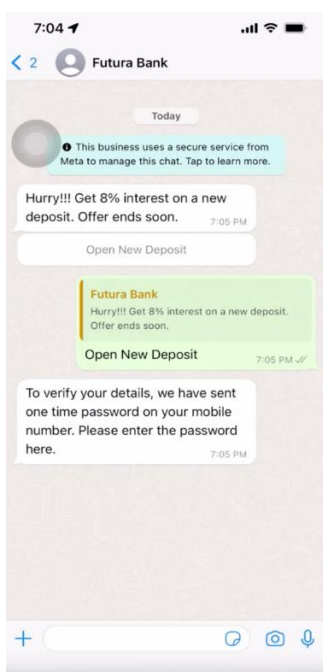 7:04
2
Futura Bank
Today
This business uses a secure service from
Meta to manage this chat. Tap to learn more.
Hurry!!! Get 8% interest on a new
deposit. Offer ends soon.
7:05 PM
Open New Deposit
Futura Bank
Hurry!!! Get 8% interest on a new deposit.
Offer ends soon.
Open New Deposit
7:05 PM
To verify your details, we have sent
one time password on your mobile
number. Please enter the password
here.
7:05 PM